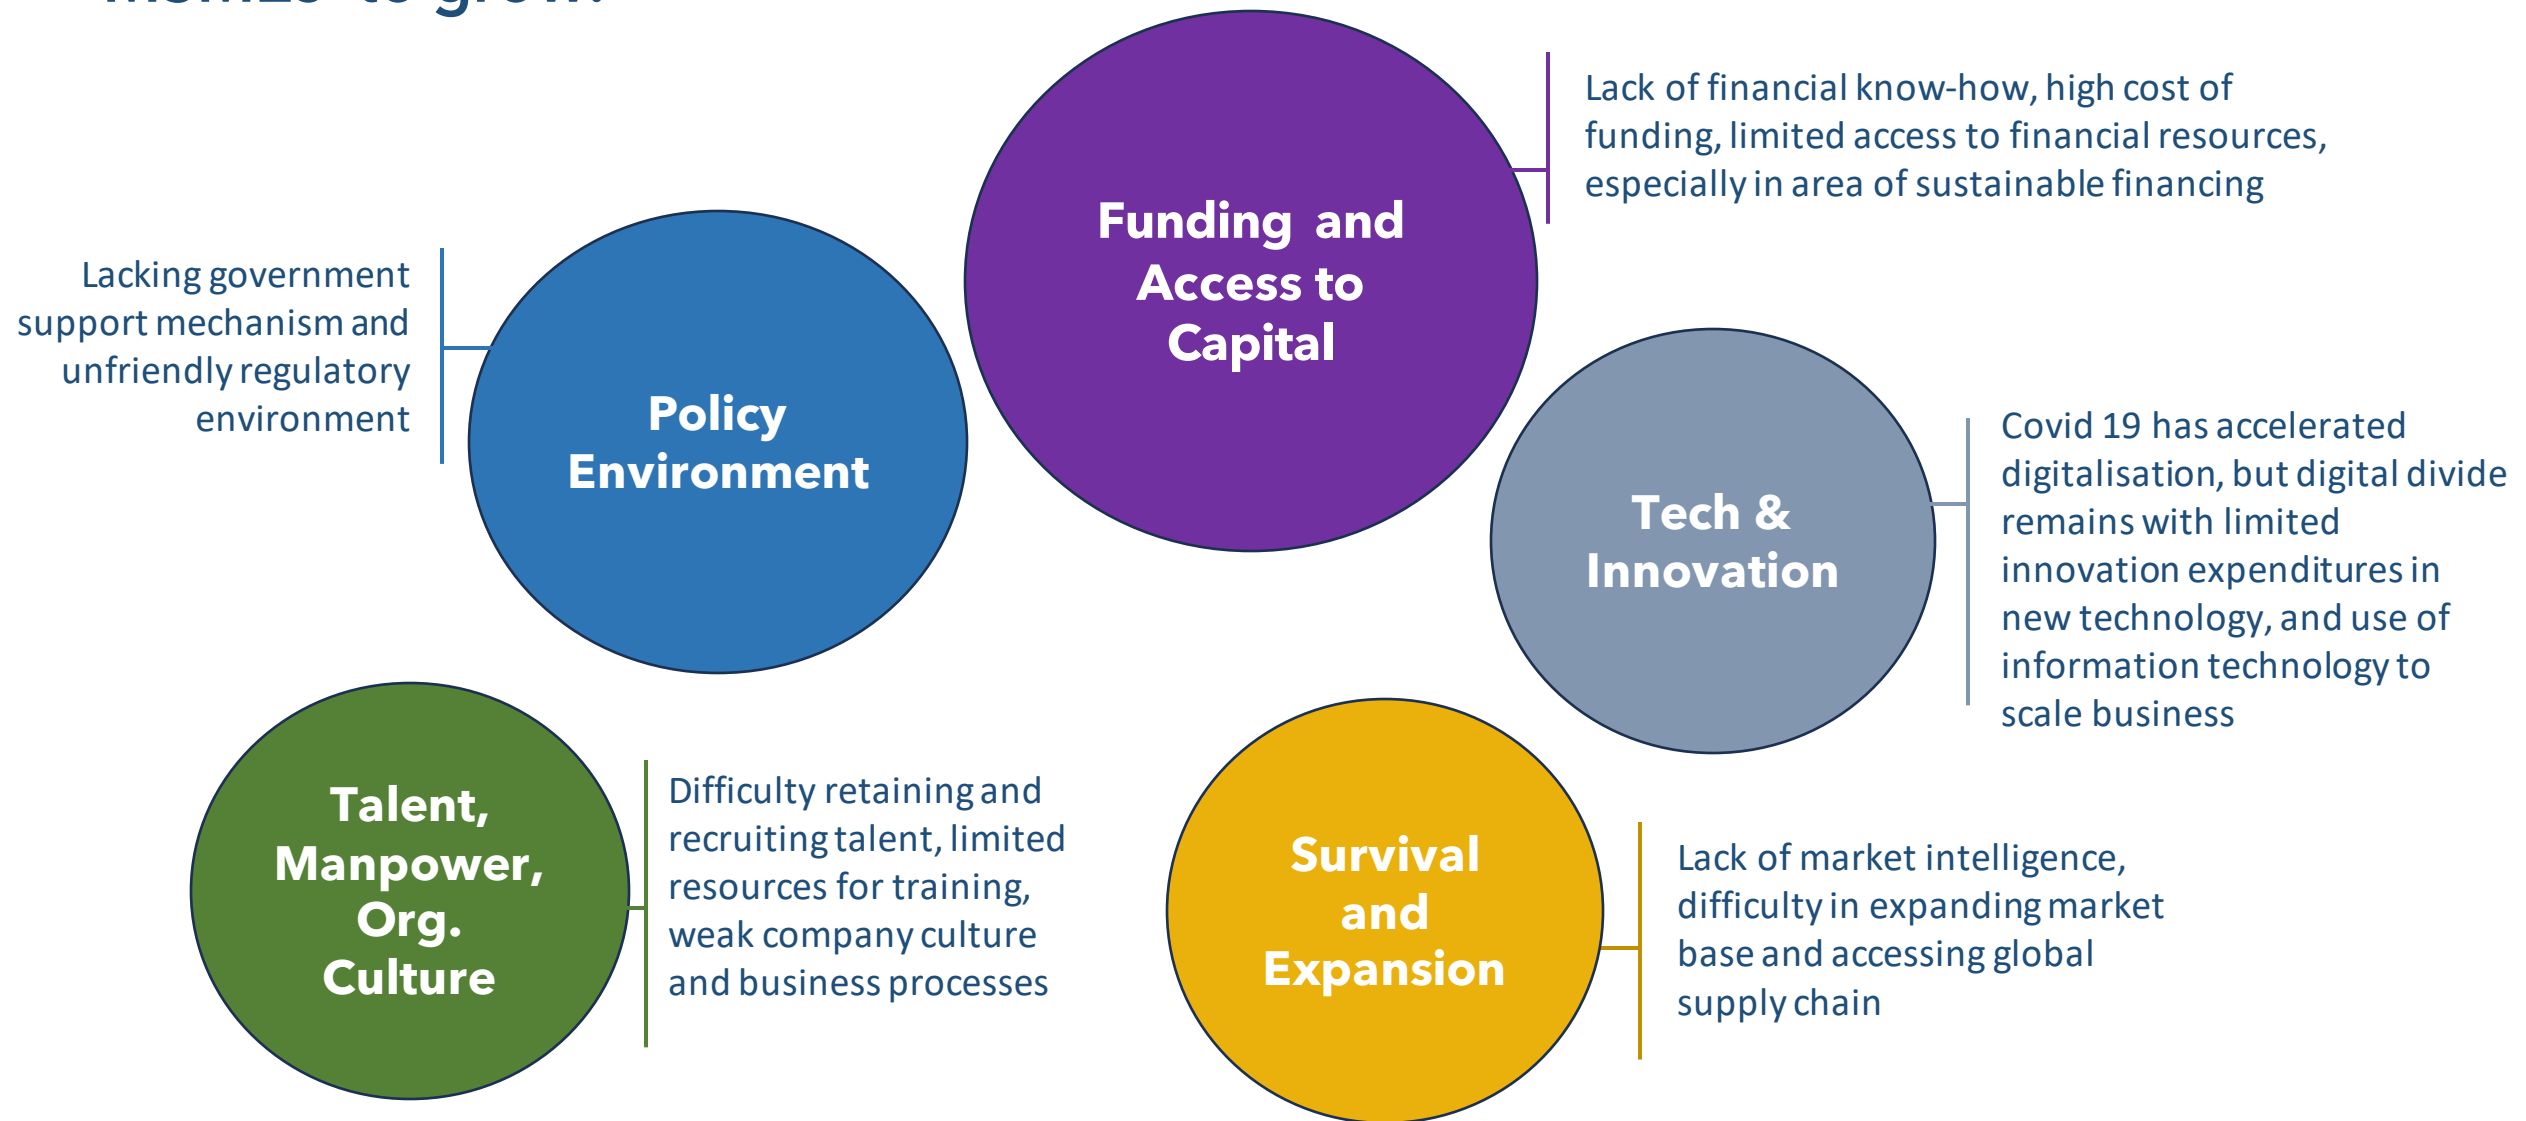 MSMEs to grow.
Funding and
Access to
Capital
Lack of financial know-how, high cost of
funding, limited access to financial resources,
especially in area of sustainable financing
Policy
Environment
Lacking government
support mechanism and
unfriendly regulatory
environment
Tech &
Innovation
Covid 19 has accelerated
digitalisation, but digital divide
remains with limited
innovation expenditures in
new technology, and use of
information technology to
scale business
Talent,
Manpower,
Org.
Culture
Difficulty retaining and
recruiting talent, limited
resources for training,
weak company culture
and business processes
Survival
and
Expansion
Lack of market intelligence,
difficulty in expanding market
base and accessing global
supply chain